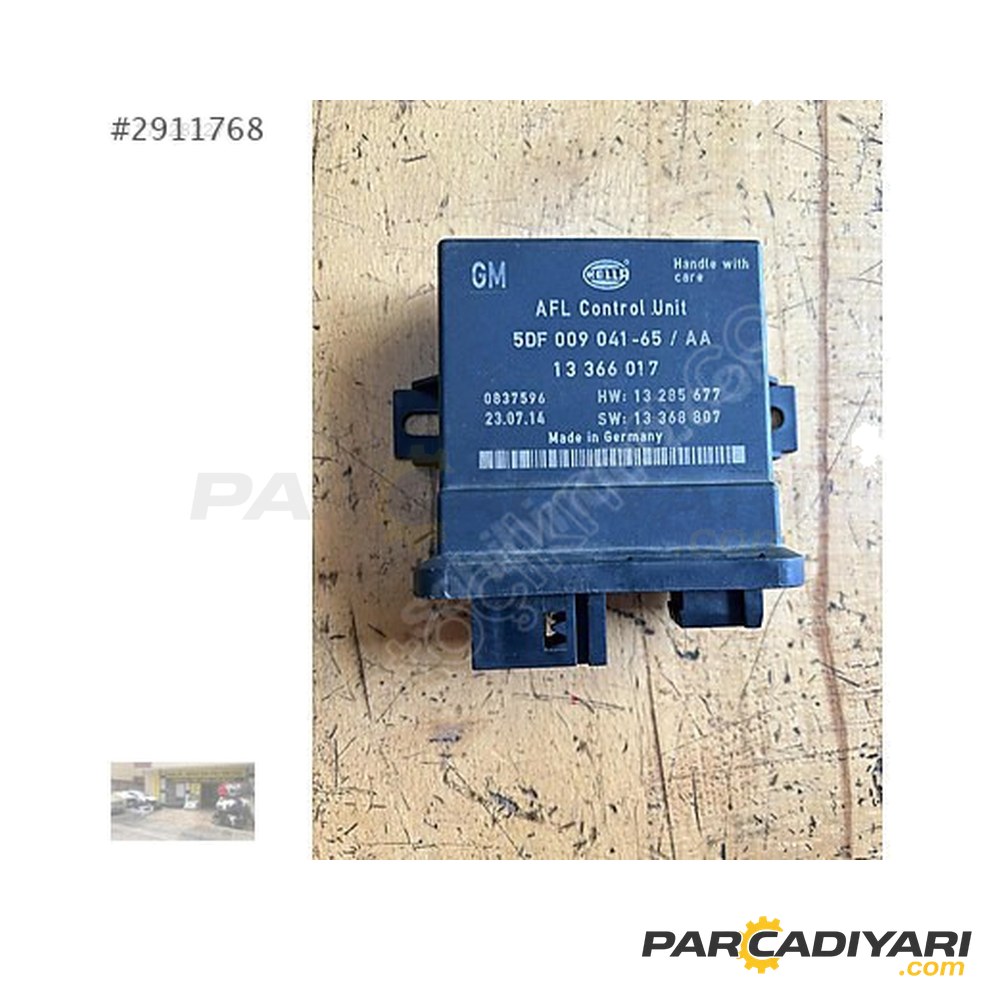 #2911768
GM
HELLA
Handle with
care
AFL Control Unit
5DF 009 041-65 / AA
13 366 017
0837596
HW: 13 285 677
23.07.14
SW: 13 368 807
Made in Germany
PARCADIYARI
.com